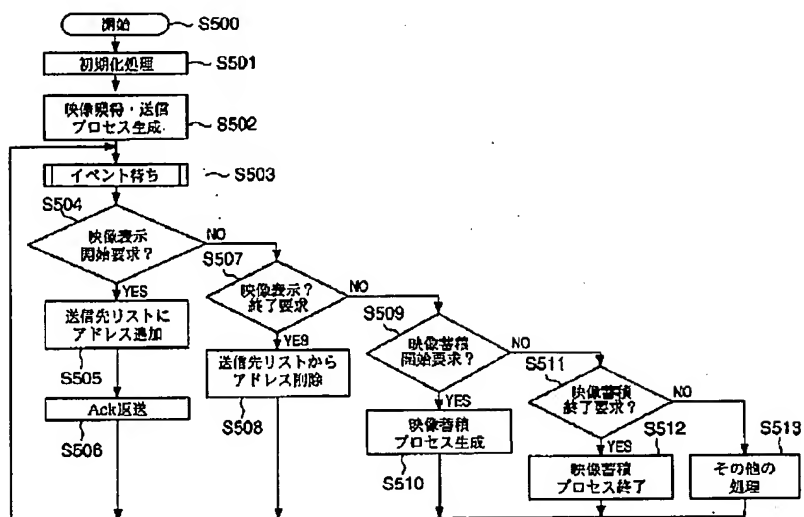 開始
S500
初期化処理
S501
映像獲得・送信
プロセス生成
S502
イベント待ち
S503
S504
映像表示
開始要求?
NO
YES
送信先リストに
アドレス追加
S505
Ack返送
S506
S507
映像表示?
終了要求
NO
YES
送信先リストから
アドレス削除
S508
S509
映像蓄積
開始要求?
NO
YES
映像蓄積
プロセス生成
S510
S511
映像蓄積
終了要求?
NO
YES
S512
映像蓄積
プロセス終了
S513
その他の
処理